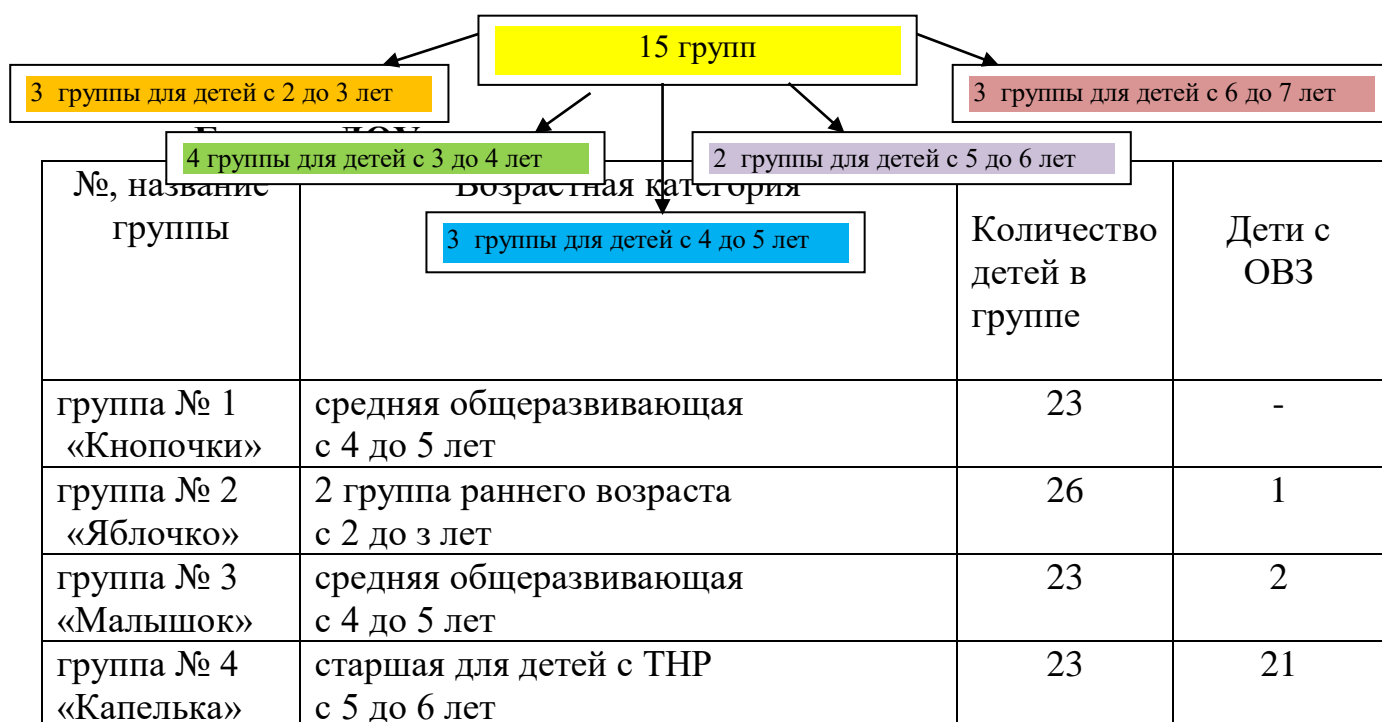 15 групп
3 группы для детей с 2 до 3 лет
3 группы для детей с 6 до 7 лет
4 группы для детей с 3 до 4 лет
2 группы для детей с 5 до 6 лет
3 группы для детей с 4 до 5 лет
№, название
группы
Возрастная категория
Количество
детей в
группе
Дети с
ОВЗ
группа № 1
«Кнопочки»
средняя общеразвивающая
с 4 до 5 лет
23
-
группа № 2
«Яблочко»
2 группа раннего возраста
с 2 до з лет
26
1
группа № 3
«Малышок»
средняя общеразвивающая
с 4 до 5 лет
23
2
группа № 4
«Капелька»
старшая для детей с ТНР
с 5 до 6 лет
23
21